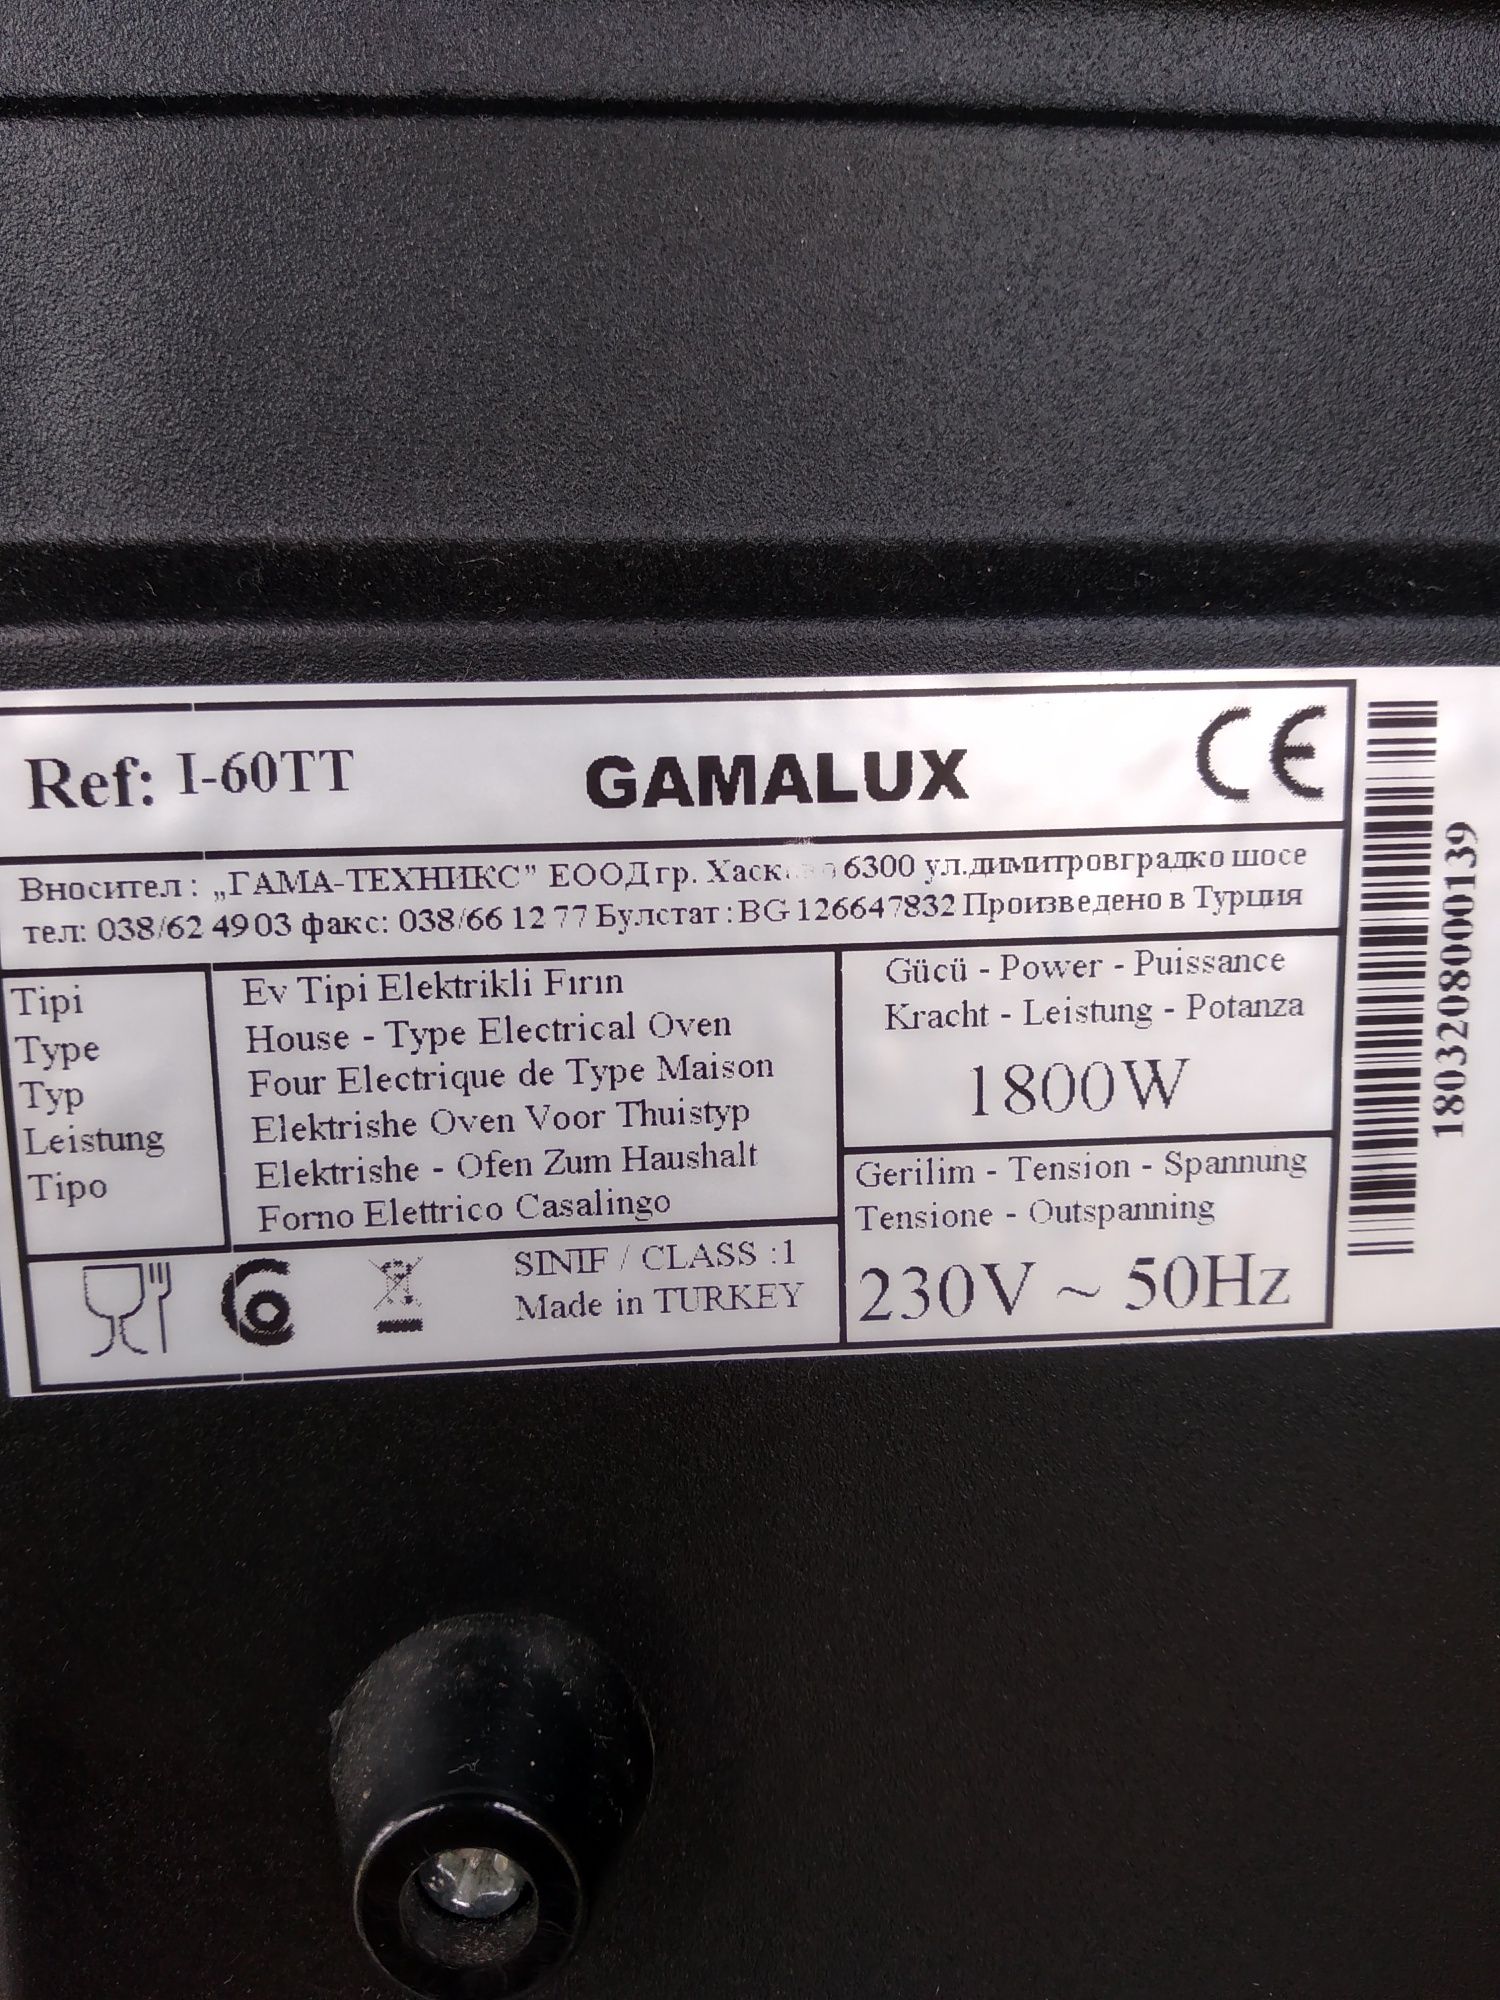 Ref: I-60TT GAMALUX CE
Вносител: „ГАМА-ТЕХНИКС” ЕООД гр. 6300 ул.димитровградко шосе
тел: 038/62 49 03 факс: 038/66 12 77 Булстат: BG 126647832 Произведено в Турция
Tipi
Type
Typ
Leistung
Tipo
Ev Tipi Elektrikli Fırın
House - Type Electrical Oven
Four Electrique de Type Maison
Elektrishe Oven Voor Thuistyp
Elektrishe - Ofen Zum Haushalt
Forno Elettrico Casalingo
Gücü - Power - Puissance
Kracht - Leistung - Potanza
1800W
Gerilim - Tension - Spannung
Tensione - Outspanning
230V ~ 50Hz
SINIF / CLASS :1
Made in TURKEY
1803208000139